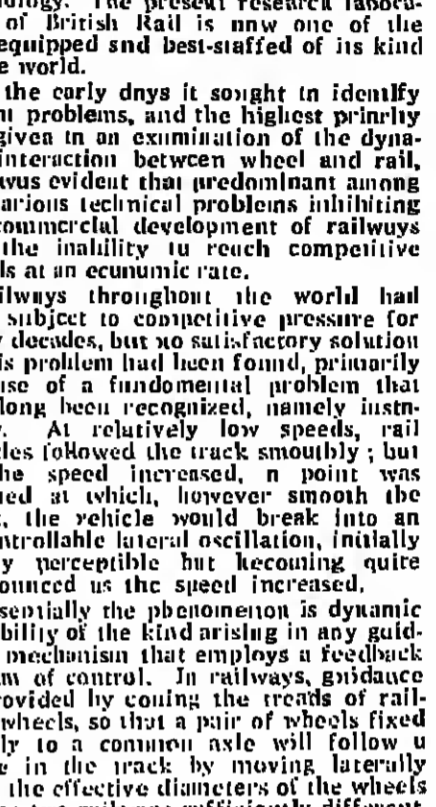 The present research labora-
of British Rail is now one of the
equipped and best-staffed of its kind
e world.
the early days it sought to identify
nt problems, and the highest priority
given to an examination of the dyna-
interaction between wheel and rail,
was evident that predominant among
various technical problems inhibiting
commercial development of railways
the inability to reach competitive
ds at an economic rate.
ilways throughout the world had
subject to competitive pressure for
y decades, but no satisfactory solution
is problem had been found, primarily
use of a fundamental problem that
long been recognized, namely insta-
y. At relatively low speeds, rail
les followed the track smoothly ; but
he speed increased, a point was
hed at which, however smooth the
, the vehicle would break into an
ntrollable lateral oscillation, initially
y perceptible but becoming quite
ounced as the speed increased.
sentially the phenomenon is dynamic
bility of the kind arising in any guid-
mechanism that employs a feedback
m of control. In railways, guidance
rovided by coning the treads of rail-
wheels, so that a pair of wheels fixed
ly to a common axle will follow a
e in the track by moving laterally
the effective diameters of the wheels
sufficiently different